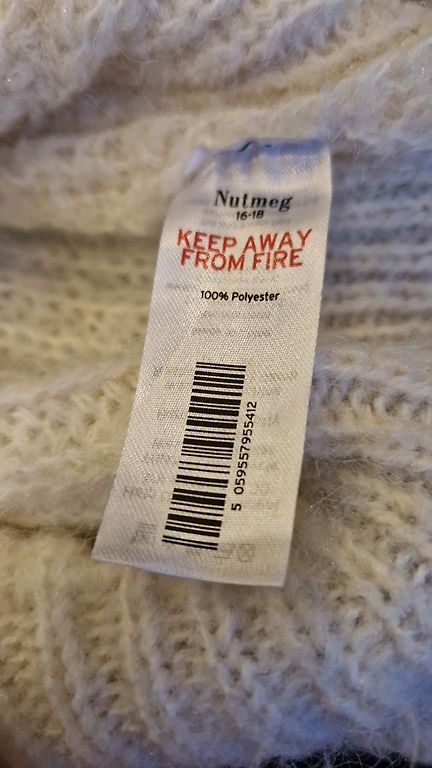 Nutmeg
16-18
KEEP AWAY
FROM FIRE
100% Polyester
5 059557955412